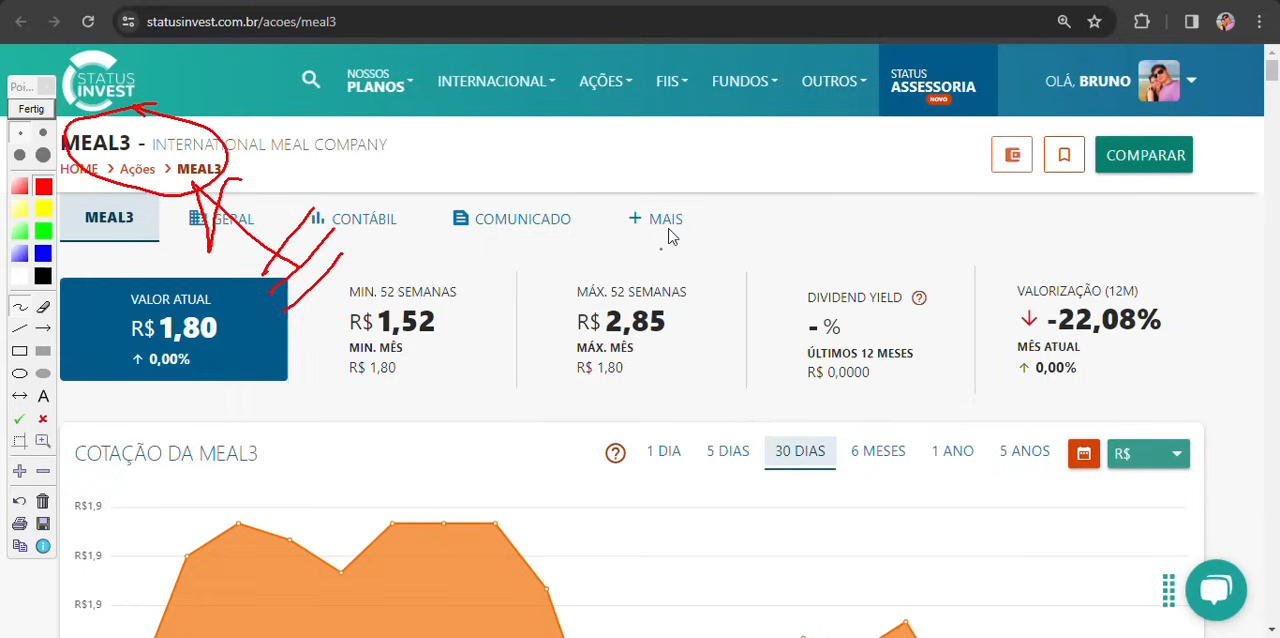 statusinvest.com.br/acoes/meal3
Poi...
Fertig
A
STATUS INVEST
NOSSOS PLANOS
INTERNACIONAL
AÇÕES
FIIS
FUNDOS
OUTROS
STATUS ASSESSORIA
NOVO
OLÁ, BRUNO
MEAL3 - INTERNATIONAL MEAL COMPANY
HOME > Ações > MEAL3
COMPARAR
MEAL3
GERAL
CONTÁBIL
COMUNICADO
+ MAIS
VALOR ATUAL
R$ 1,80
↑ 0,00%
MIN. 52 SEMANAS
R$ 1,52
MIN. MÊS
R$ 1,80
MÁX. 52 SEMANAS
R$ 2,85
MÁX. MÊS
R$ 1,80
DIVIDEND YIELD ?
- %
ÚLTIMOS 12 MESES
R$ 0,0000
VALORIZAÇÃO (12M)
↓ -22,08%
MÊS ATUAL
↑ 0,00%
COTAÇÃO DA MEAL3
?
1 DIA
5 DIAS
30 DIAS
6 MESES
1 ANO
5 ANOS
R$
R$1,9
R$1,9
R$1,9